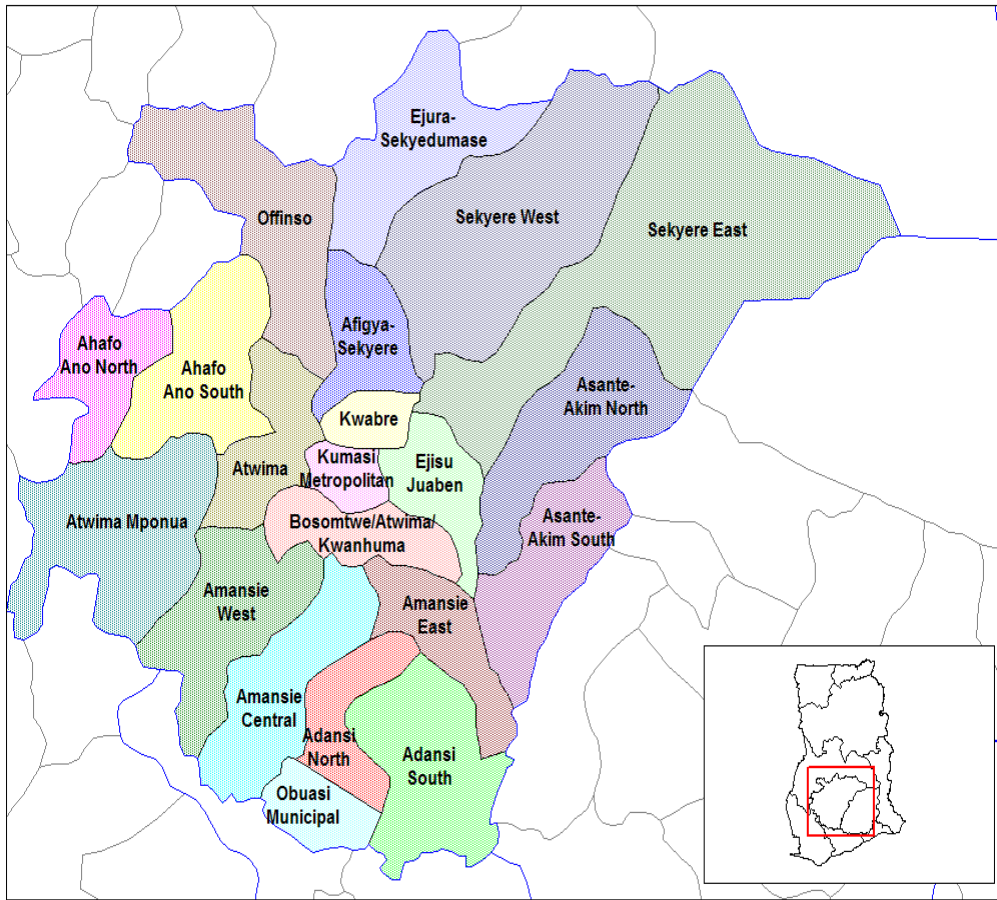 Ejura-
Sekyedumase
Offinso
Sekyere West
Sekyere East
Afigya-
Sekyere
Ahafo
Ano North
Ahafo
Ano South
Asante-
Akim North
Kwabre
Atwima
Kumasi
Metropolitan
Ejisu
Juaben
Atwima Mponua
Bosomtwe/Atwima/
Kwanhuma
Asante-
Akim South
Amansie
West
Amansie
East
Amansie
Central
Adansi
North
Adansi
South
Obuasi
Municipal